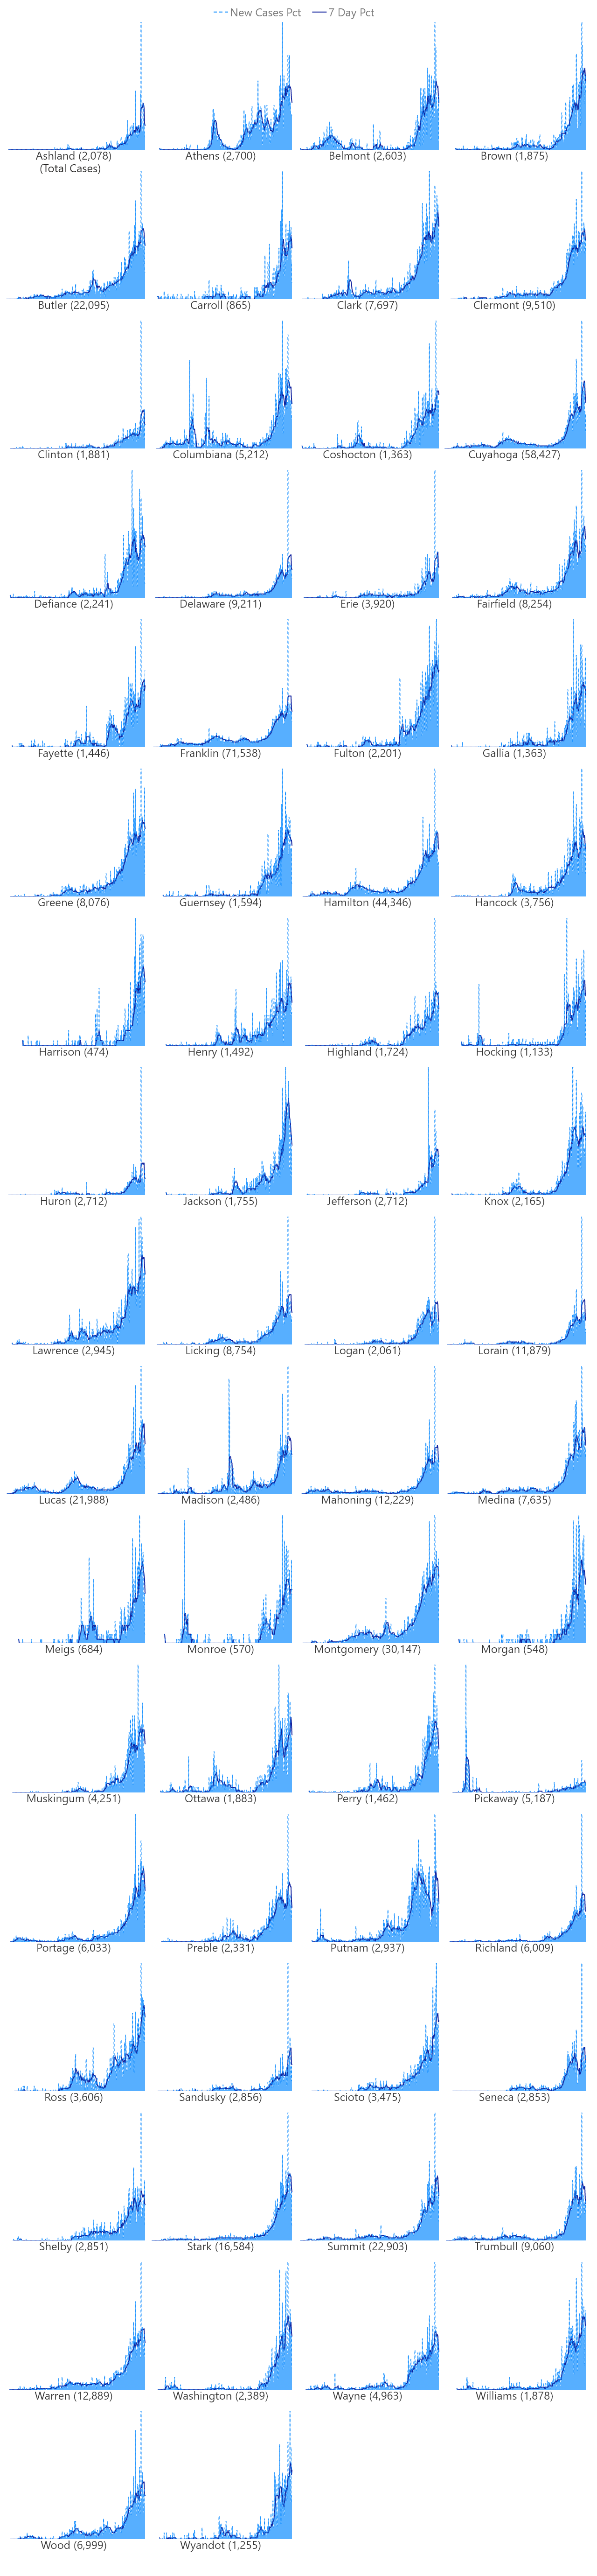 New Cases Pct 7 Day Pct
Ashland (2,078) Athens (2,700) Belmont (2,603) Brown (1,875)
(Total Cases)
Butler (22,095) Carroll (865) Clark (7,697) Clermont (9,510)
Clinton (1,881) Columbiana (5,212) Coshocton (1,363) Cuyahoga (58,427)
Defiance (2,241) Delaware (9,211) Erie (3,920) Fairfield (8,254)
Fayette (1,446) Franklin (71,538) Fulton (2,201) Gallia (1,363)
Greene (8,076) Guernsey (1,594) Hamilton (44,346) Hancock (3,756)
Harrison (474) Henry (1,492) Highland (1,724) Hocking (1,133)
Huron (2,712) Jackson (1,755) Jefferson (2,712) Knox (2,165)
Lawrence (2,945) Licking (8,754) Logan (2,061) Lorain (11,879)
Lucas (21,988) Madison (2,486) Mahoning (12,229) Medina (7,635)
Meigs (684) Monroe (570) Montgomery (30,147) Morgan (548)
Muskingum (4,251) Ottawa (1,883) Perry (1,462) Pickaway (5,187)
Portage (6,033) Preble (2,331) Putnam (2,937) Richland (6,009)
Ross (3,606) Sandusky (2,856) Scioto (3,475) Seneca (2,853)
Shelby (2,851) Stark (16,584) Summit (22,903) Trumbull (9,060)
Warren (12,889) Washington (2,389) Wayne (4,963) Williams (1,878)
Wood (6,999) Wyandot (1,255)